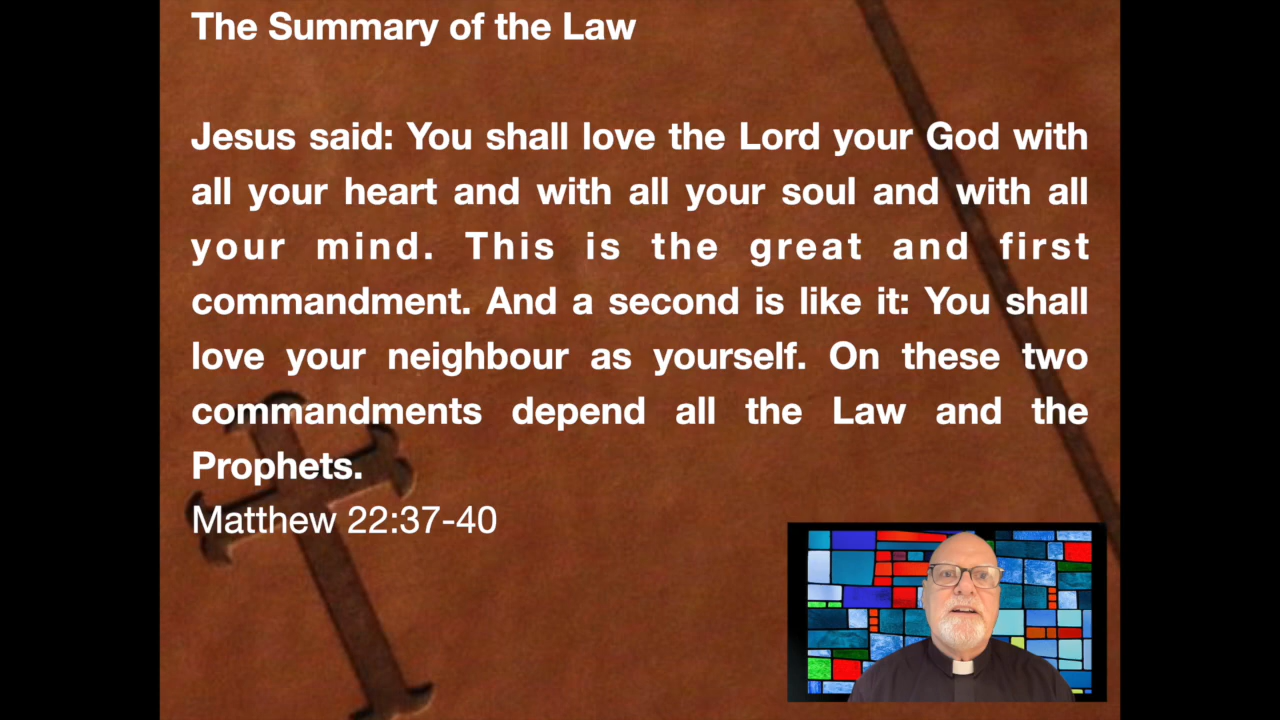 The Summary of the Law
Jesus said: You shall love the Lord your God with
all your heart and with all your soul and with all
your mind. This is the great and first
commandment. And a second is like it: You shall
love your neighbour as yourself. On these two
commandments depend all the Law and the
Prophets.
Matthew 22:37-40